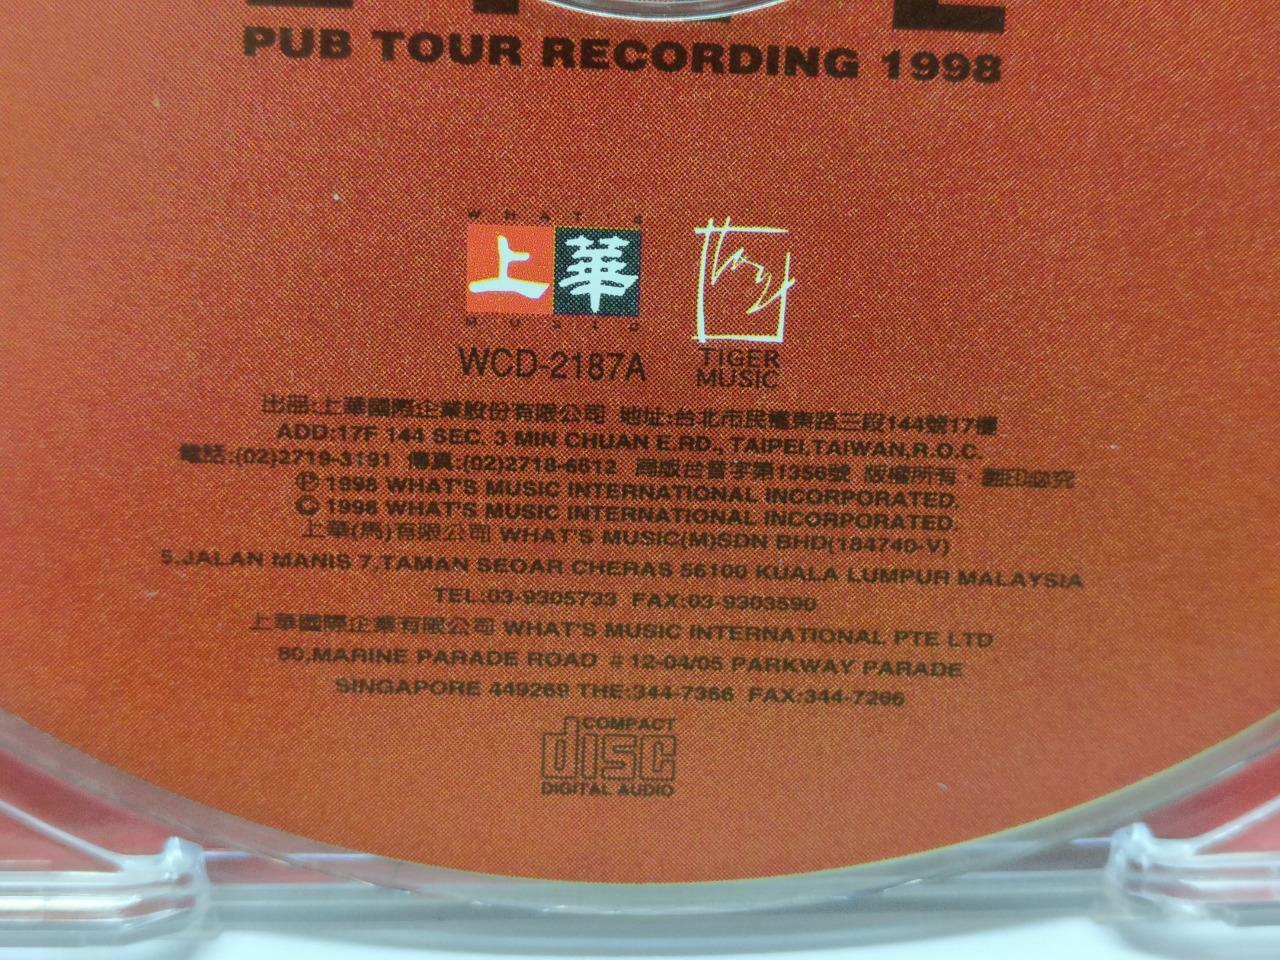 PUB TOUR RECORDING 1998
WHAT'S
上華
MUSIC
WCD-2187A
TIGER
MUSIC
出品:上華國際企業股份有限公司 地址:台北市民權東路三段144號17樓
ADD:17F 144 SEC. 3 MIN CHUAN E.RD., TAIPEI,TAIWAN,R.O.C.
電話:(02)2719-3191 傳真:(02)2718-6612 局版台音字第1356號 版權所有・翻印必究
Ⓟ 1998 WHAT'S MUSIC INTERNATIONAL INCORPORATED.
© 1998 WHAT'S MUSIC INTERNATIONAL INCORPORATED.
上華(馬)有限公司 WHAT'S MUSIC(M)SDN BHD(184740-V)
5,JALAN MANIS 7,TAMAN SEGAR CHERAS 56100 KUALA LUMPUR MALAYSIA
TEL:03-9305733 FAX:03-9303590
上華國際企業有限公司 WHAT'S MUSIC INTERNATIONAL PTE LTD
80,MARINE PARADE ROAD #12-04/05 PARKWAY PARADE
SINGAPORE 449269 THE:344-7366 FAX:344-7266
COMPACT
disc
DIGITAL AUDIO